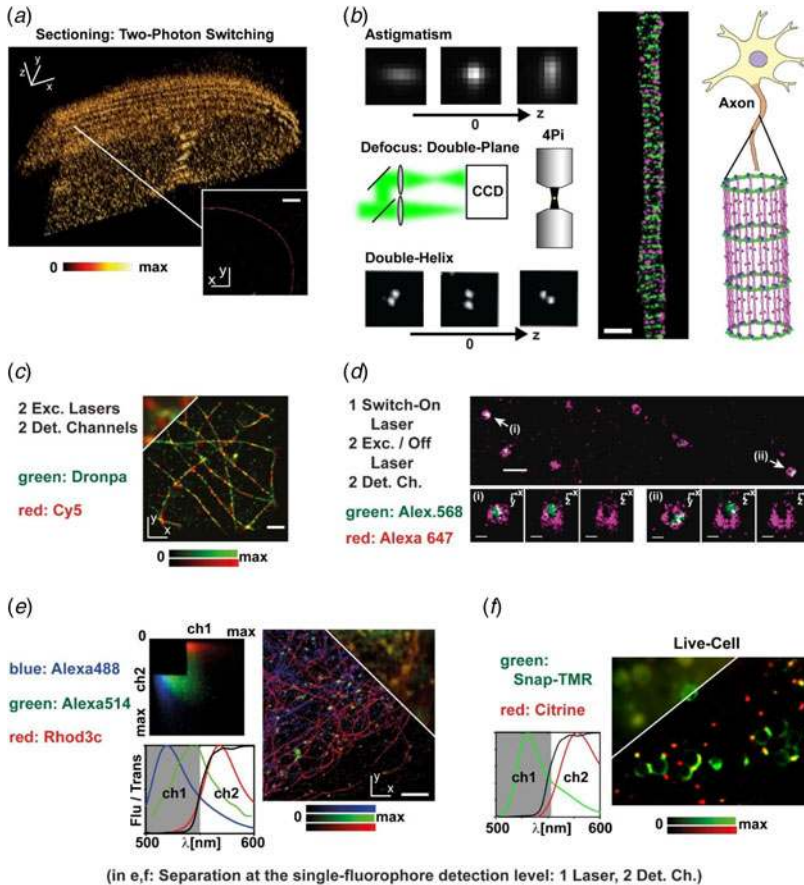 (a)
Sectioning: Two-Photon Switching
z
y
x
0 max
y
x
(b)
Astigmatism
0 z
Defocus: Double-Plane
4Pi
CCD
Double-Helix
0 z
Axon
(c)
2 Exc. Lasers
2 Det. Channels
green: Dronpa
red: Cy5
y
x
max
(d)
1 Switch-On
Laser
2 Exc. / Off
Laser
2 Det. Ch.
green: Alex.568
red: Alexa 647
(i)
(ii)
(i) x y x z x z
(ii) x y x z x z
(e)
blue: Alexa488
green: Alexa514
red: Rhod3c
ch1
0 max
ch2
max
Flu / Trans
ch1
ch2
500 λ[nm] 600
y
x
max
(f)
Live-Cell
green:
Snap-TMR
red: Citrine
ch1
ch2
500 λ[nm] 600
0 max
(in e,f: Separation at the single-fluorophore detection level: 1 Laser, 2 Det. Ch.)